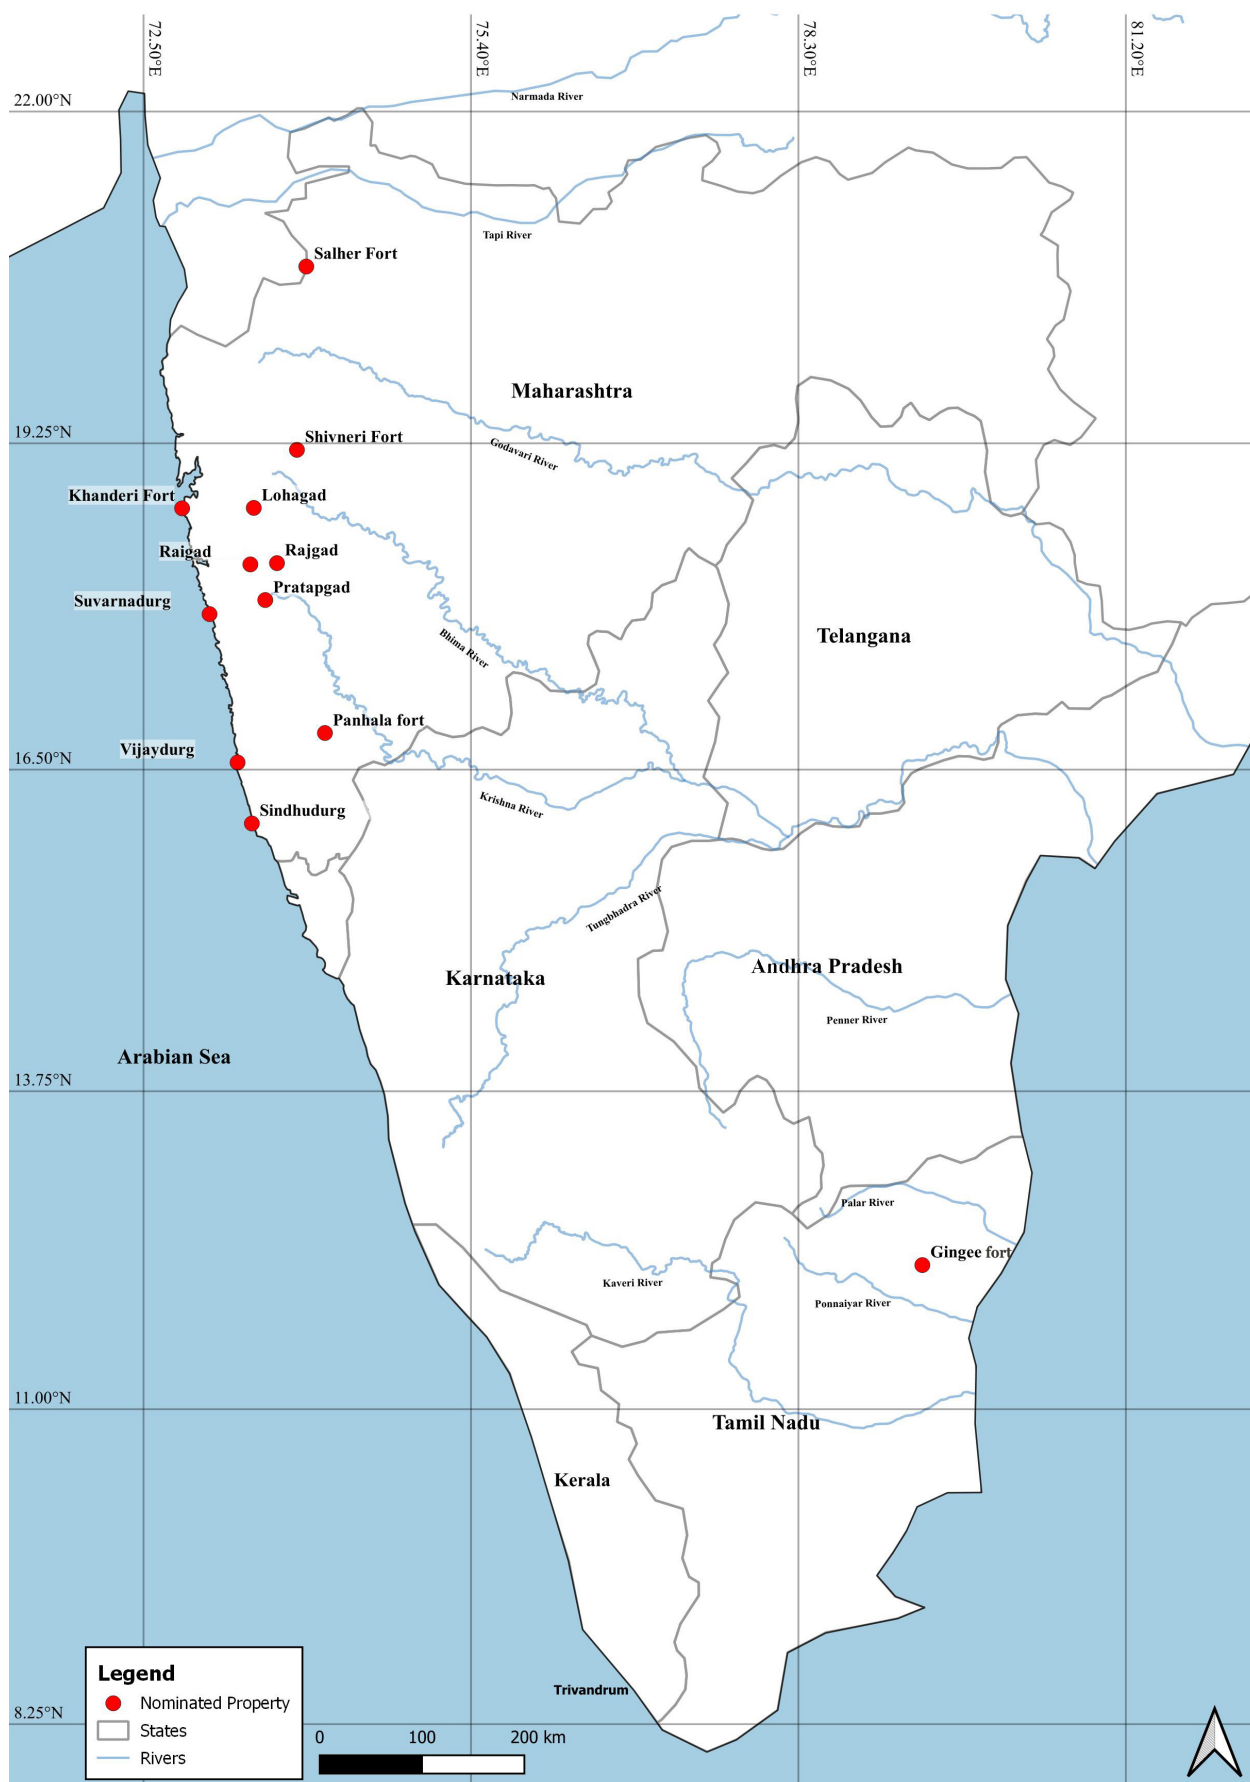 72.50°E
75.40°E
78.30°E
81.20°E
Narmada River
22.00°N
Tapi River
Salher Fort
Maharashtra
19.25°N
Shivneri Fort
Godavari River
Khanderi Fort
Lohagad
Raigad
Rajgad
Pratapgad
Suvarnadurg
Telangana
Bhima River
Panhala fort
Vijaydurg
16.50°N
Krishna River
Sindhudurg
Tungbhadra River
Andhra Pradesh
Karnataka
Penner River
Arabian Sea
13.75°N
Palar River
Gingee fort
Kaveri River
Ponnaiyar River
11.00°N
Tamil Nadu
Kerala
Trivandrum
8.25°N
Legend
Nominated Property
States
Rivers
0 100 200 km